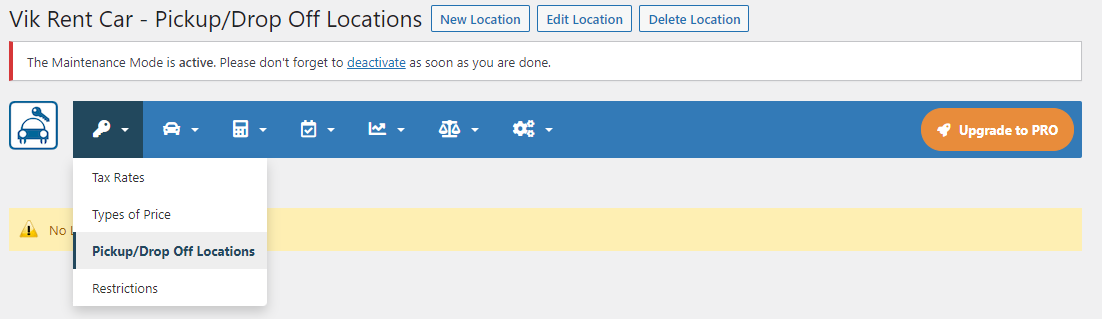 Vik Rent Car - Pickup/Drop Off Locations New Location Edit Location Delete Location
The Maintenance Mode is active. Please don't forget to deactivate as soon as you are done.
Upgrade to PRO
Tax Rates
Types of Price
No
Pickup/Drop Off Locations
Restrictions